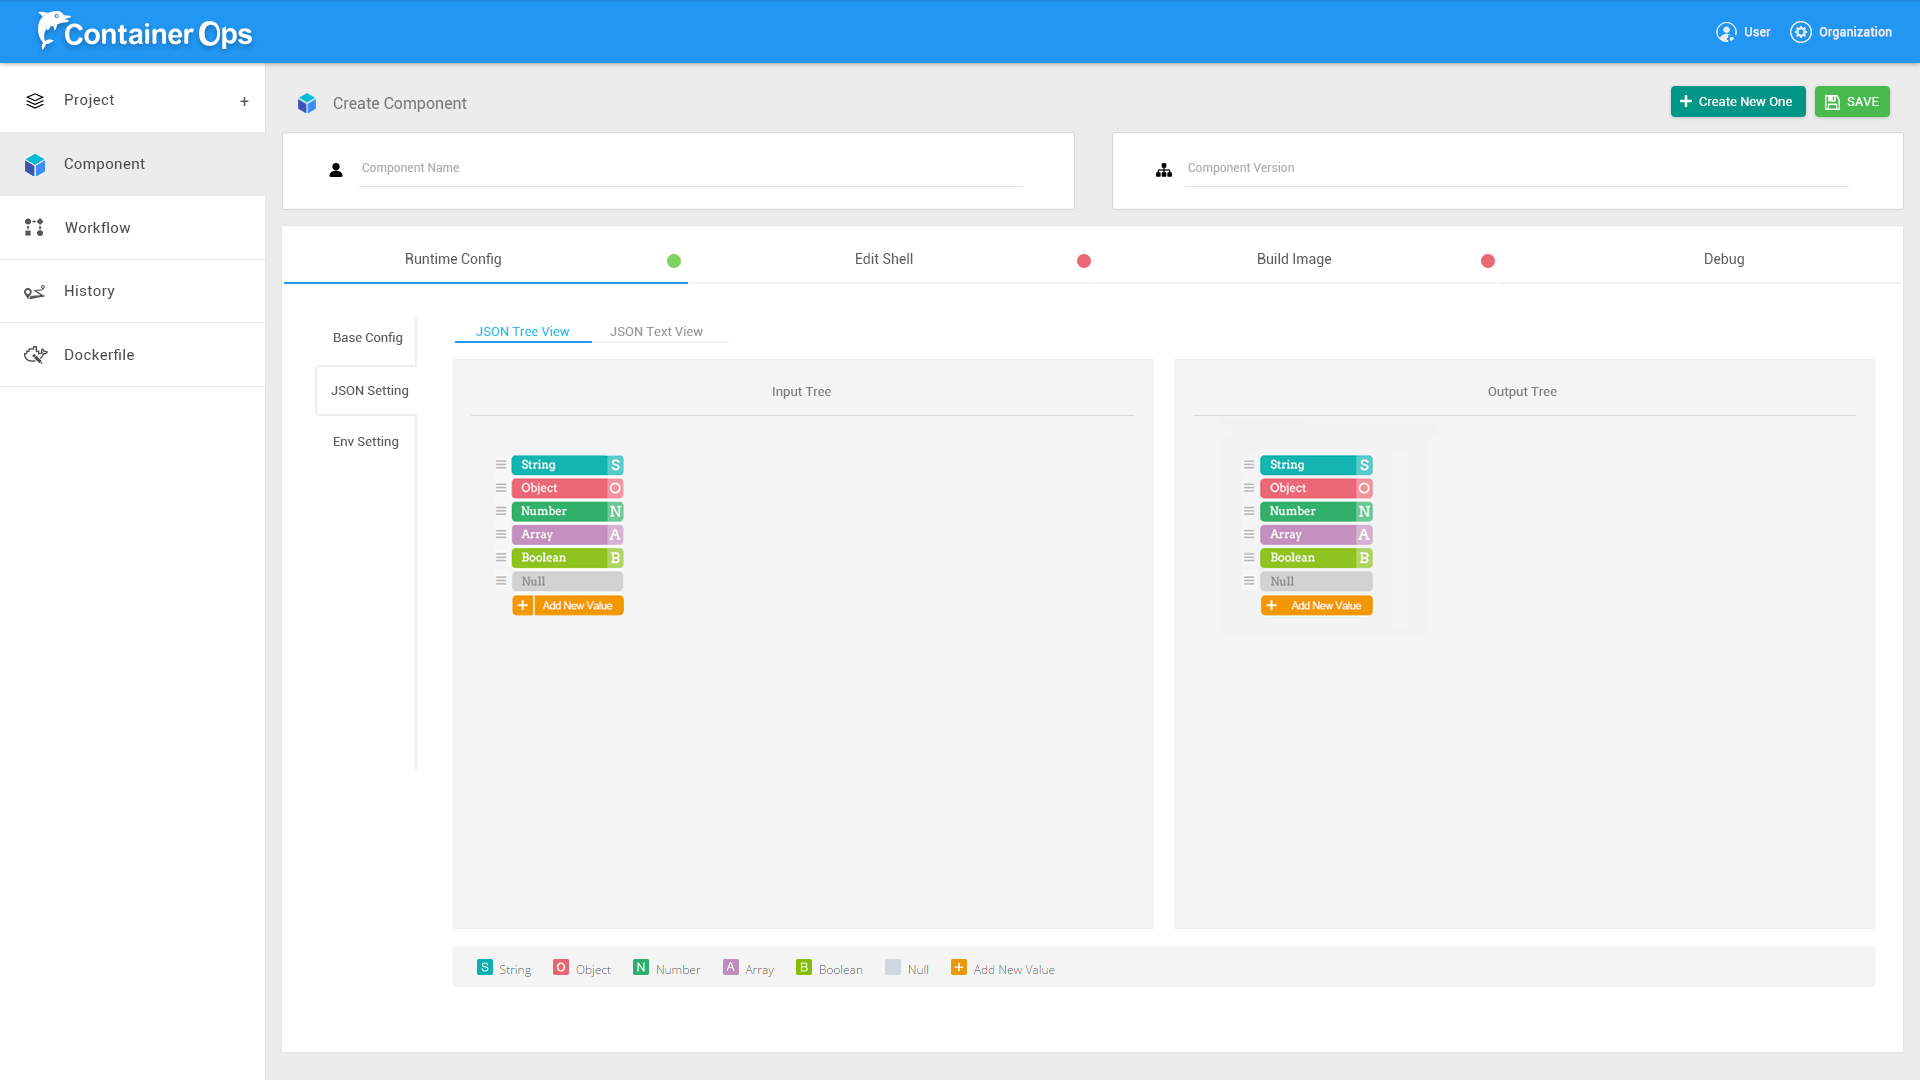 Container Ops
User
Organization
Project
+
Component
Workflow
History
Dockerfile
Create Component
+ Create New One
SAVE
Component Name
Component Version
Runtime Config
Edit Shell
Build Image
Debug
Base Config
JSON Setting
Env Setting
JSON Tree View
JSON Text View
Input Tree
String S
Object O
Number N
Array A
Boolean B
Null
+ Add New Value
Output Tree
String S
Object O
Number N
Array A
Boolean B
Null
+ Add New Value
S String O Object N Number A Array B Boolean Null + Add New Value